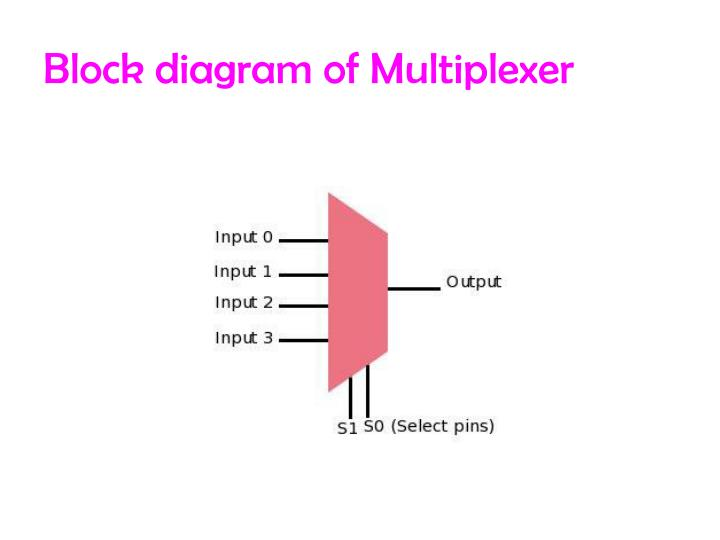 Block diagram of Multiplexer
Input 0
Input 1
Input 2
Input 3
Output
S1 S0 (Select pins)